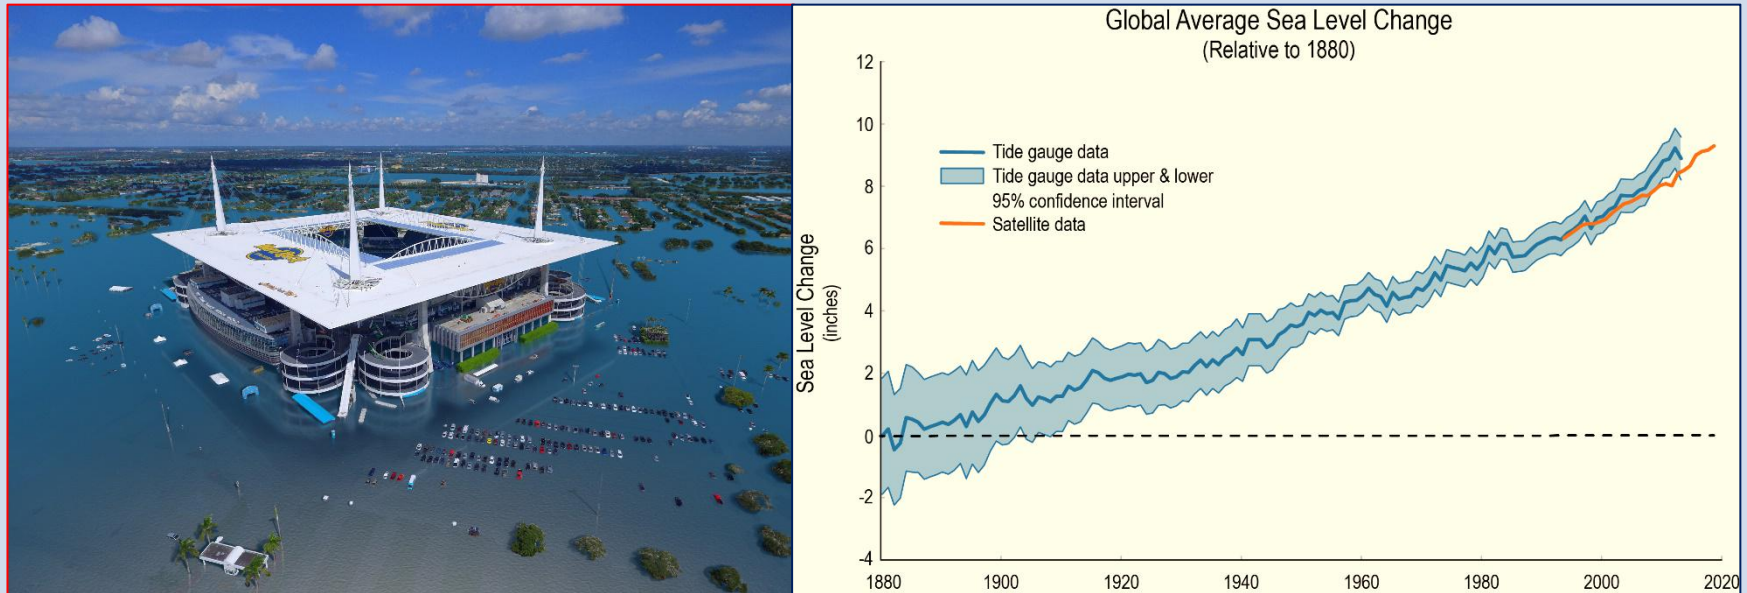 Global Average Sea Level Change
(Relative to 1880)
12
10
8
6
4
2
0
-2
-4
Sea Level Change
(inches)
Tide gauge data
Tide gauge data upper & lower
95% confidence interval
Satellite data
1880
1900
1920
1940
1960
1980
2000
2020